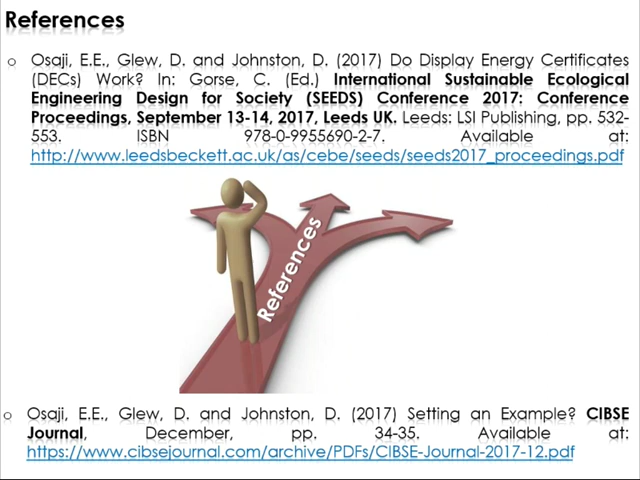 References
o Osaji, E.E., Glew, D. and Johnston, D. (2017) Do Display Energy Certificates
(DECs) Work? In: Gorse, C. (Ed.) International Sustainable Ecological
Engineering Design for Society (SEEDS) Conference 2017: Conference
Proceedings, September 13-14, 2017, Leeds UK. Leeds: LSI Publishing, pp. 532-
553. ISBN 978-0-9955690-2-7. Available at:
http://www.leedsbeckett.ac.uk/as/cebe/seeds/seeds2017_proceedings.pdf
References
o Osaji, E.E., Glew, D. and Johnston, D. (2017) Setting an Example? CIBSE
Journal, December, pp. 34-35. Available at:
https://www.cibsejournal.com/archive/PDFs/CIBSE-Journal-2017-12.pdf